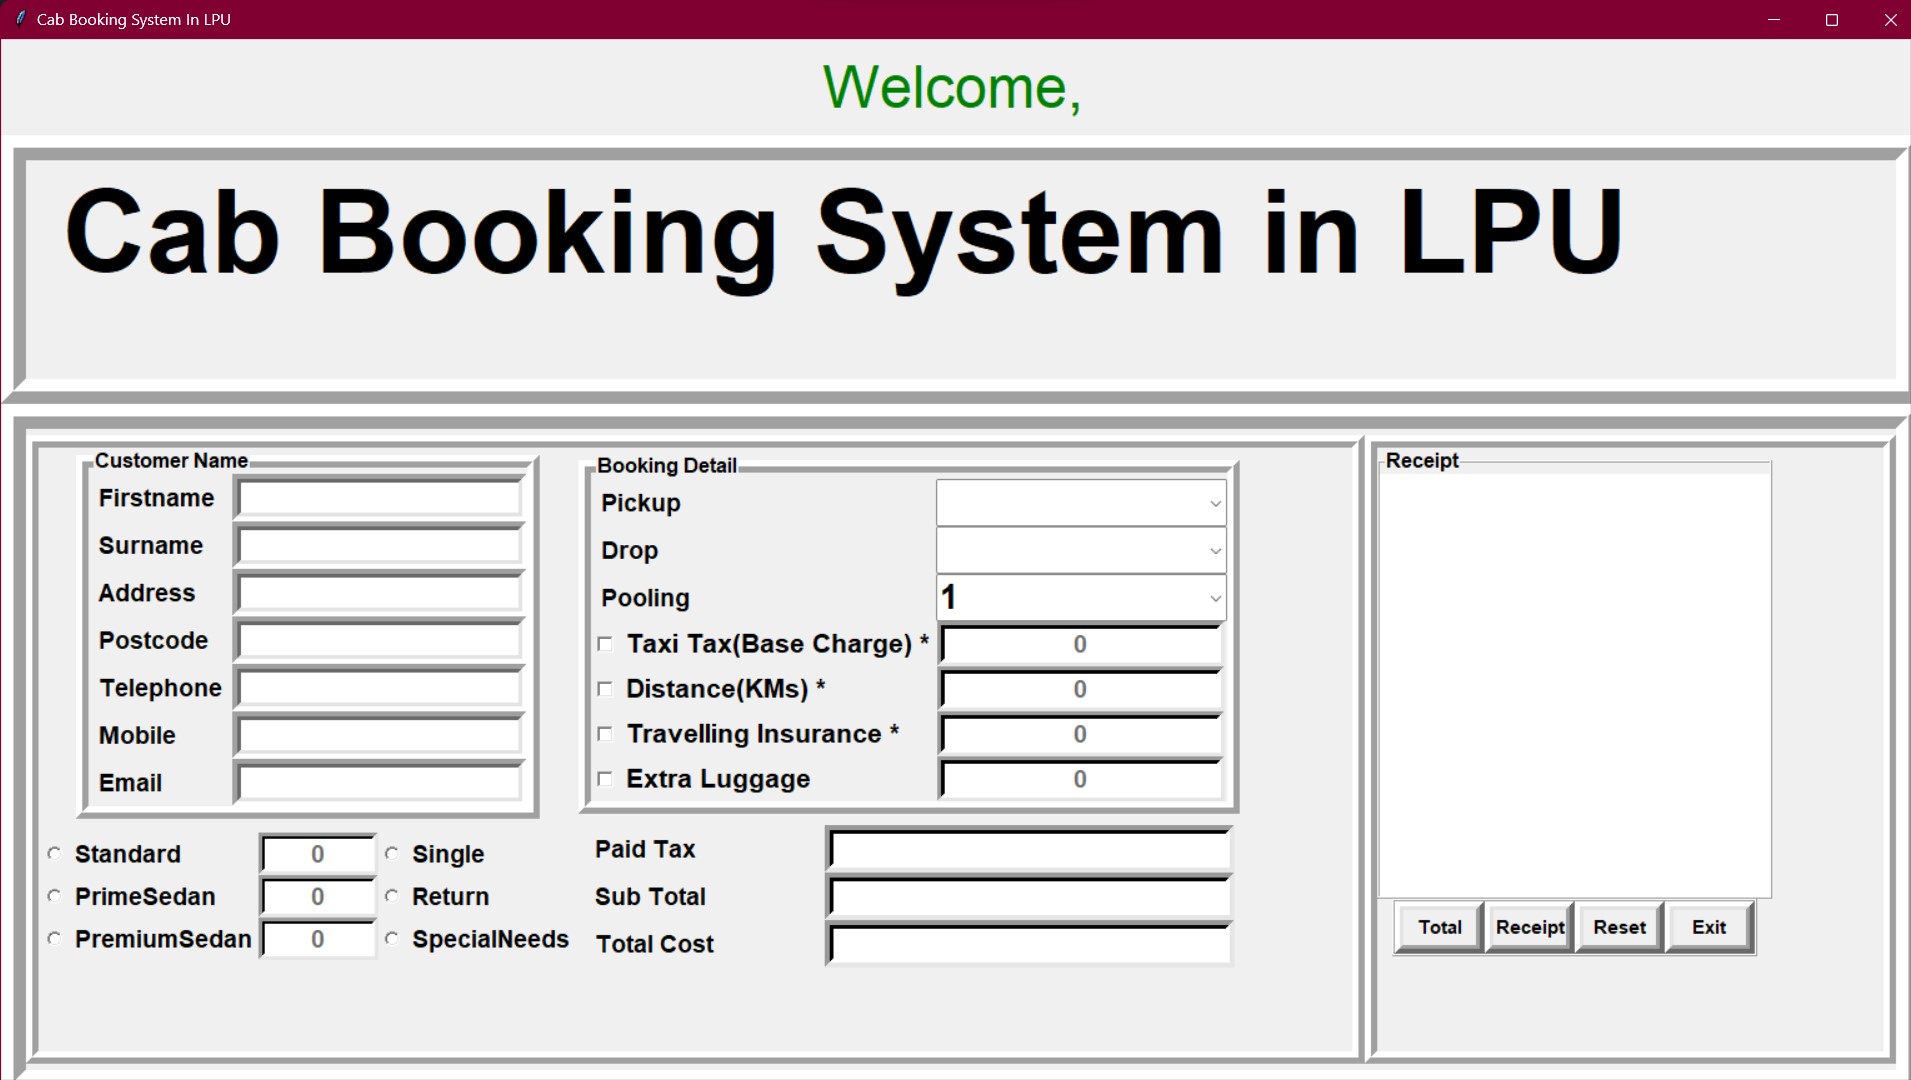 Cab Booking System In LPU
Welcome,
Cab Booking System in LPU
Customer Name
Firstname
Surname
Address
Postcode
Telephone
Mobile
Email
Standard 0 Single
PrimeSedan 0 Return
PremiumSedan 0 SpecialNeeds
Booking Detail
Pickup
Drop
Pooling 1
Taxi Tax(Base Charge) * 0
Distance(KMs) * 0
Travelling Insurance * 0
Extra Luggage 0
Paid Tax
Sub Total
Total Cost
Receipt
Total Receipt Reset Exit